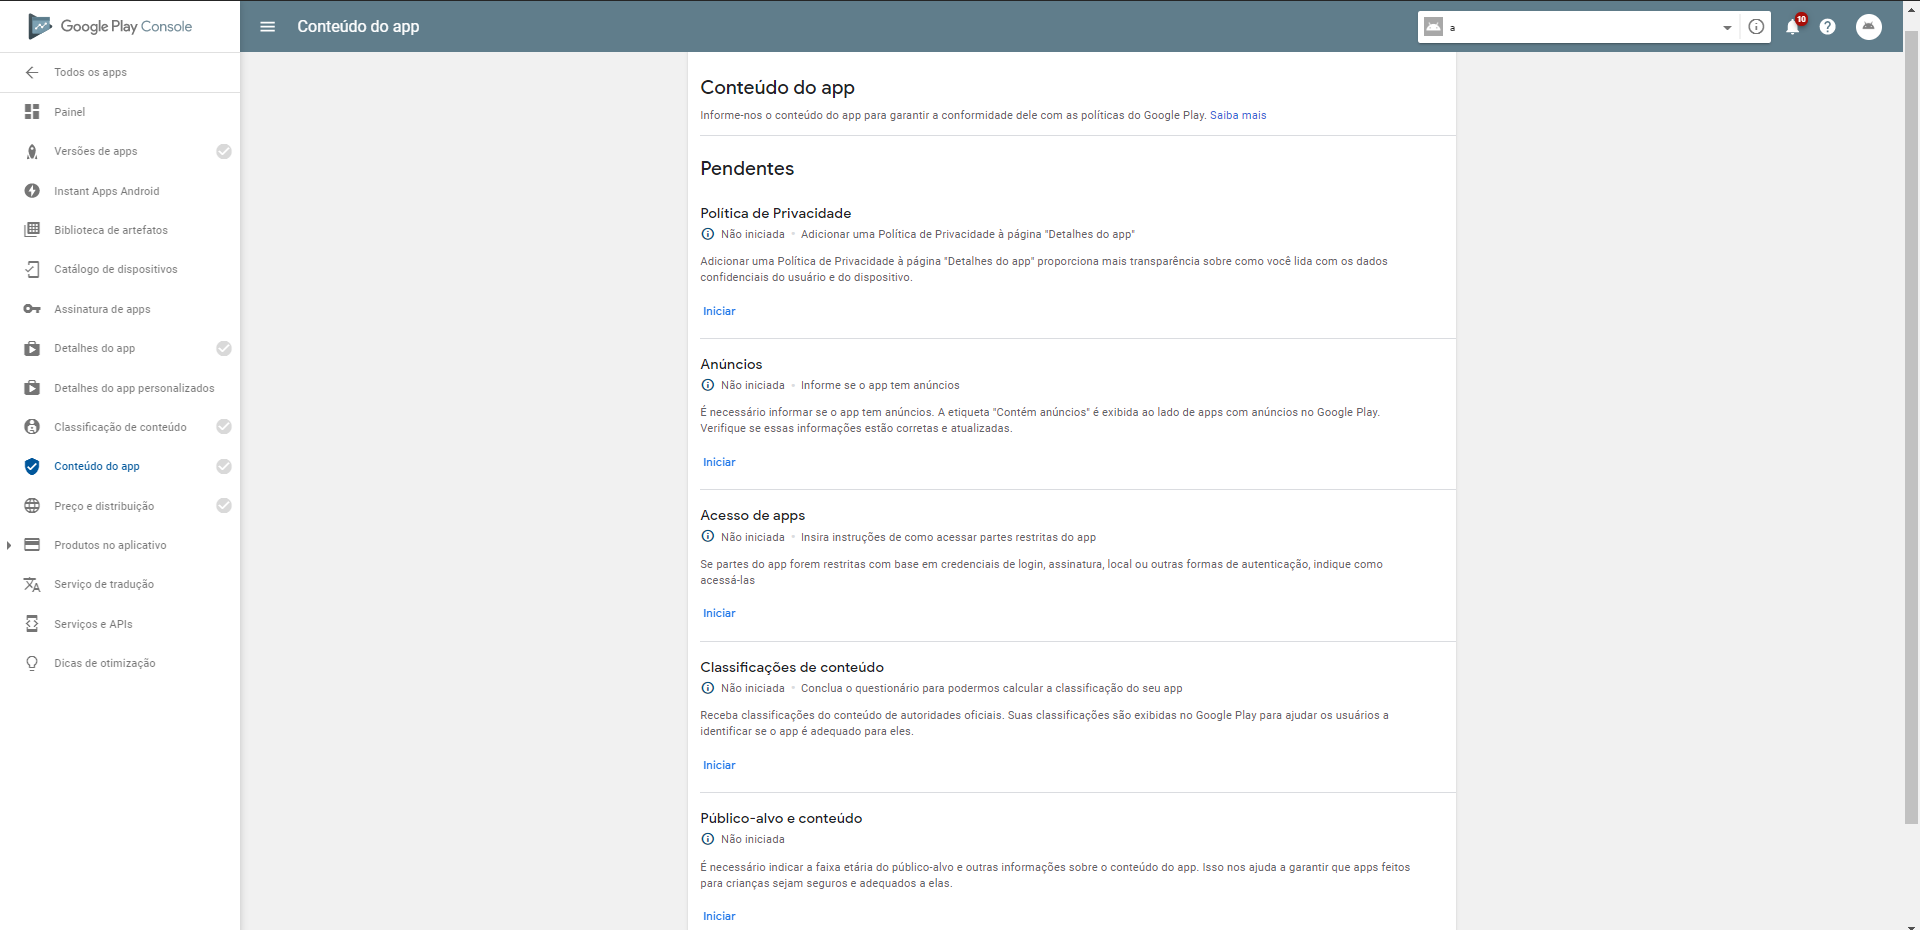 Google Play Console
Conteúdo do app
a
10
Todos os apps
Painel
Versões de apps
Instant Apps Android
Biblioteca de artefatos
Catálogo de dispositivos
Assinatura de apps
Detalhes do app
Detalhes do app personalizados
Classificação de conteúdo
Conteúdo do app
Preço e distribuição
Produtos no aplicativo
Serviço de tradução
Serviços e APIs
Dicas de otimização
Conteúdo do app
Informe-nos o conteúdo do app para garantir a conformidade dele com as políticas do Google Play. Saiba mais
Pendentes
Política de Privacidade
Não iniciada • Adicionar uma Política de Privacidade à página "Detalhes do app"
Adicionar uma Política de Privacidade à página "Detalhes do app" proporciona mais transparência sobre como você lida com os dados
confidenciais do usuário e do dispositivo.
Iniciar
Anúncios
Não iniciada • Informe se o app tem anúncios
É necessário informar se o app tem anúncios. A etiqueta "Contém anúncios" é exibida ao lado de apps com anúncios no Google Play.
Verifique se essas informações estão corretas e atualizadas.
Iniciar
Acesso de apps
Não iniciada • Insira instruções de como acessar partes restritas do app
Se partes do app forem restritas com base em credenciais de login, assinatura, local ou outras formas de autenticação, indique como
acessá-las
Iniciar
Classificações de conteúdo
Não iniciada • Conclua o questionário para podermos calcular a classificação do seu app
Receba classificações do conteúdo de autoridades oficiais. Suas classificações são exibidas no Google Play para ajudar os usuários a
identificar se o app é adequado para eles.
Iniciar
Público-alvo e conteúdo
Não iniciada
É necessário indicar a faixa etária do público-alvo e outras informações sobre o conteúdo do app. Isso nos ajuda a garantir que apps feitos
para crianças sejam seguros e adequados a elas.
Iniciar